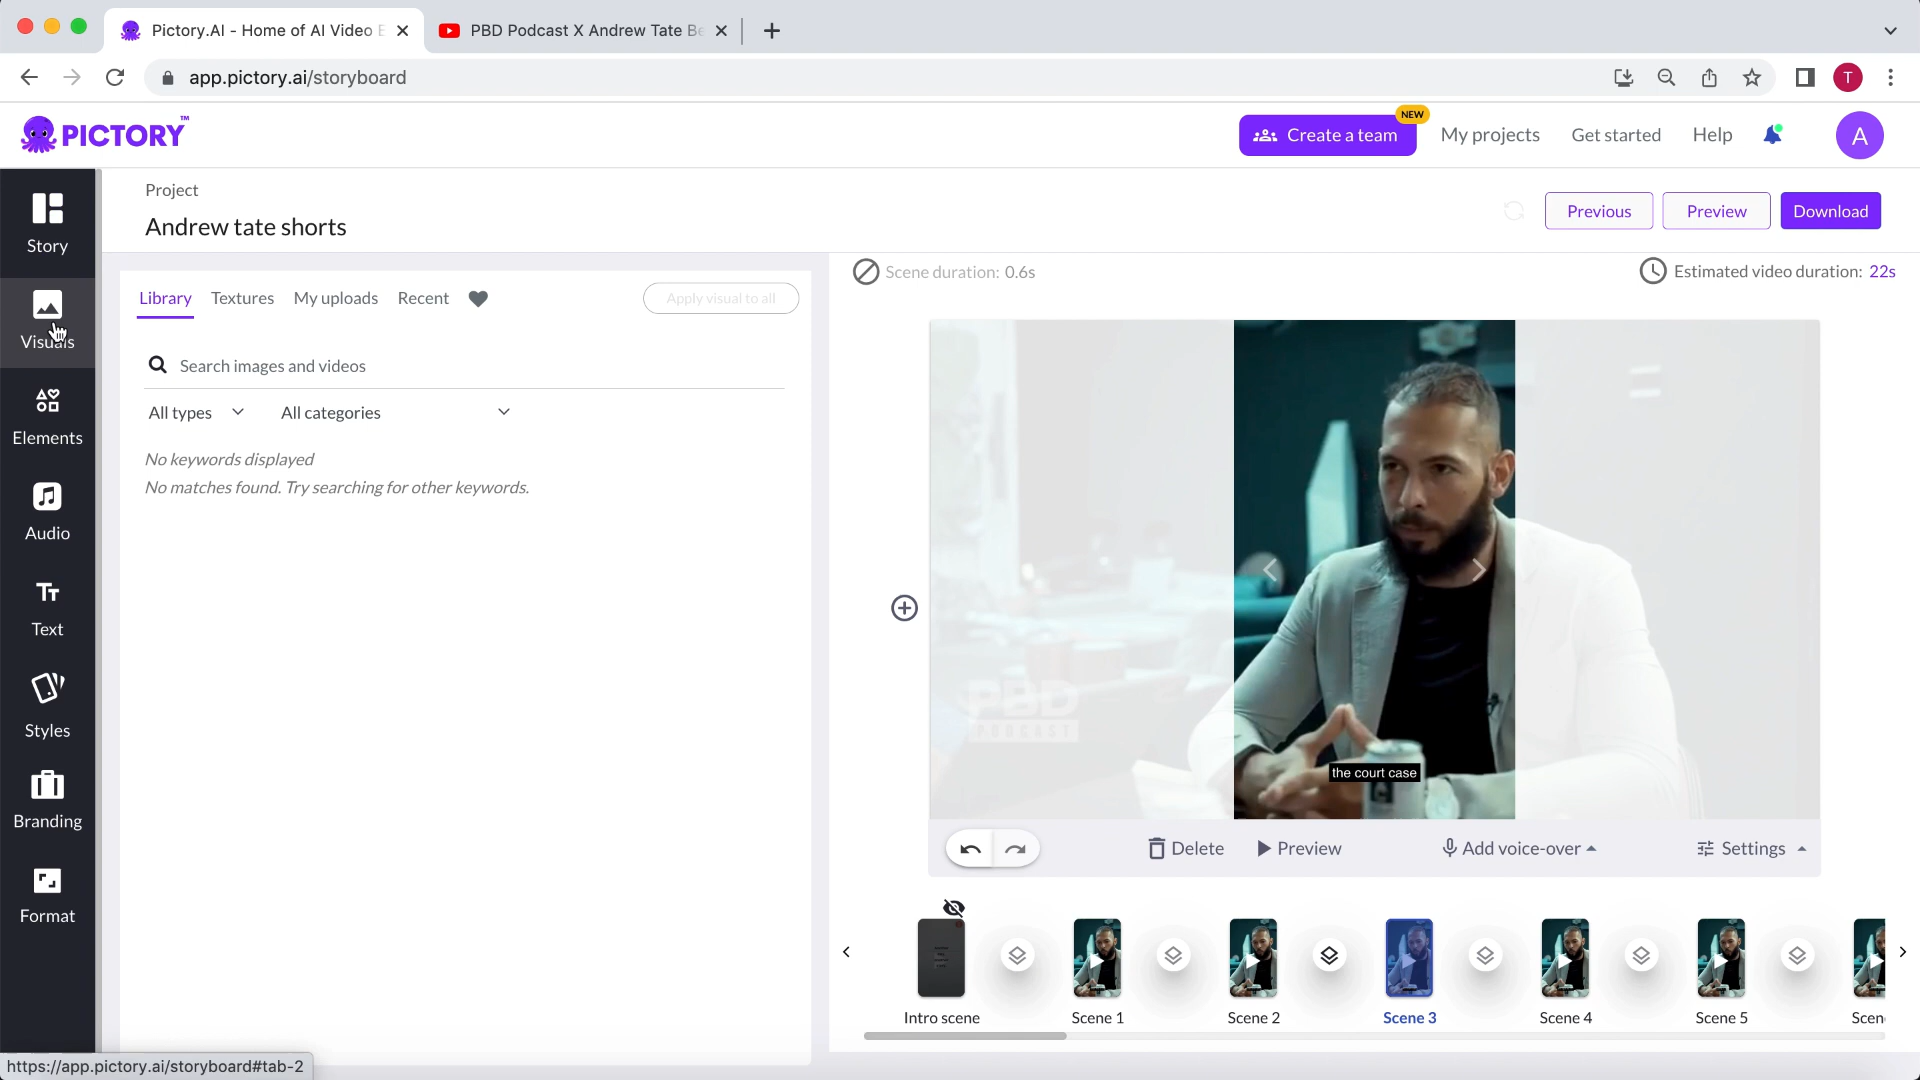 Pictory.AI - Home of AI Video E
PBD Podcast X Andrew Tate Be
app.pictory.ai/storyboard
T
PICTORY™
Create a team
NEW
My projects
Get started
Help
A
Project
Andrew tate shorts
Previous
Preview
Download
Story
Visuals
Elements
Audio
Text
Styles
Branding
Format
Library
Textures
My uploads
Recent
Apply visual to all
Search images and videos
All types
All categories
No keywords displayed
No matches found. Try searching for other keywords.
Scene duration: 0.6s
Estimated video duration: 22s
PBD
PODCAST
the court case
Delete
Preview
Add voice-over
Settings
Intro scene
Scene 1
Scene 2
Scene 3
Scene 4
Scene 5
Scen
https://app.pictory.ai/storyboard#tab-2